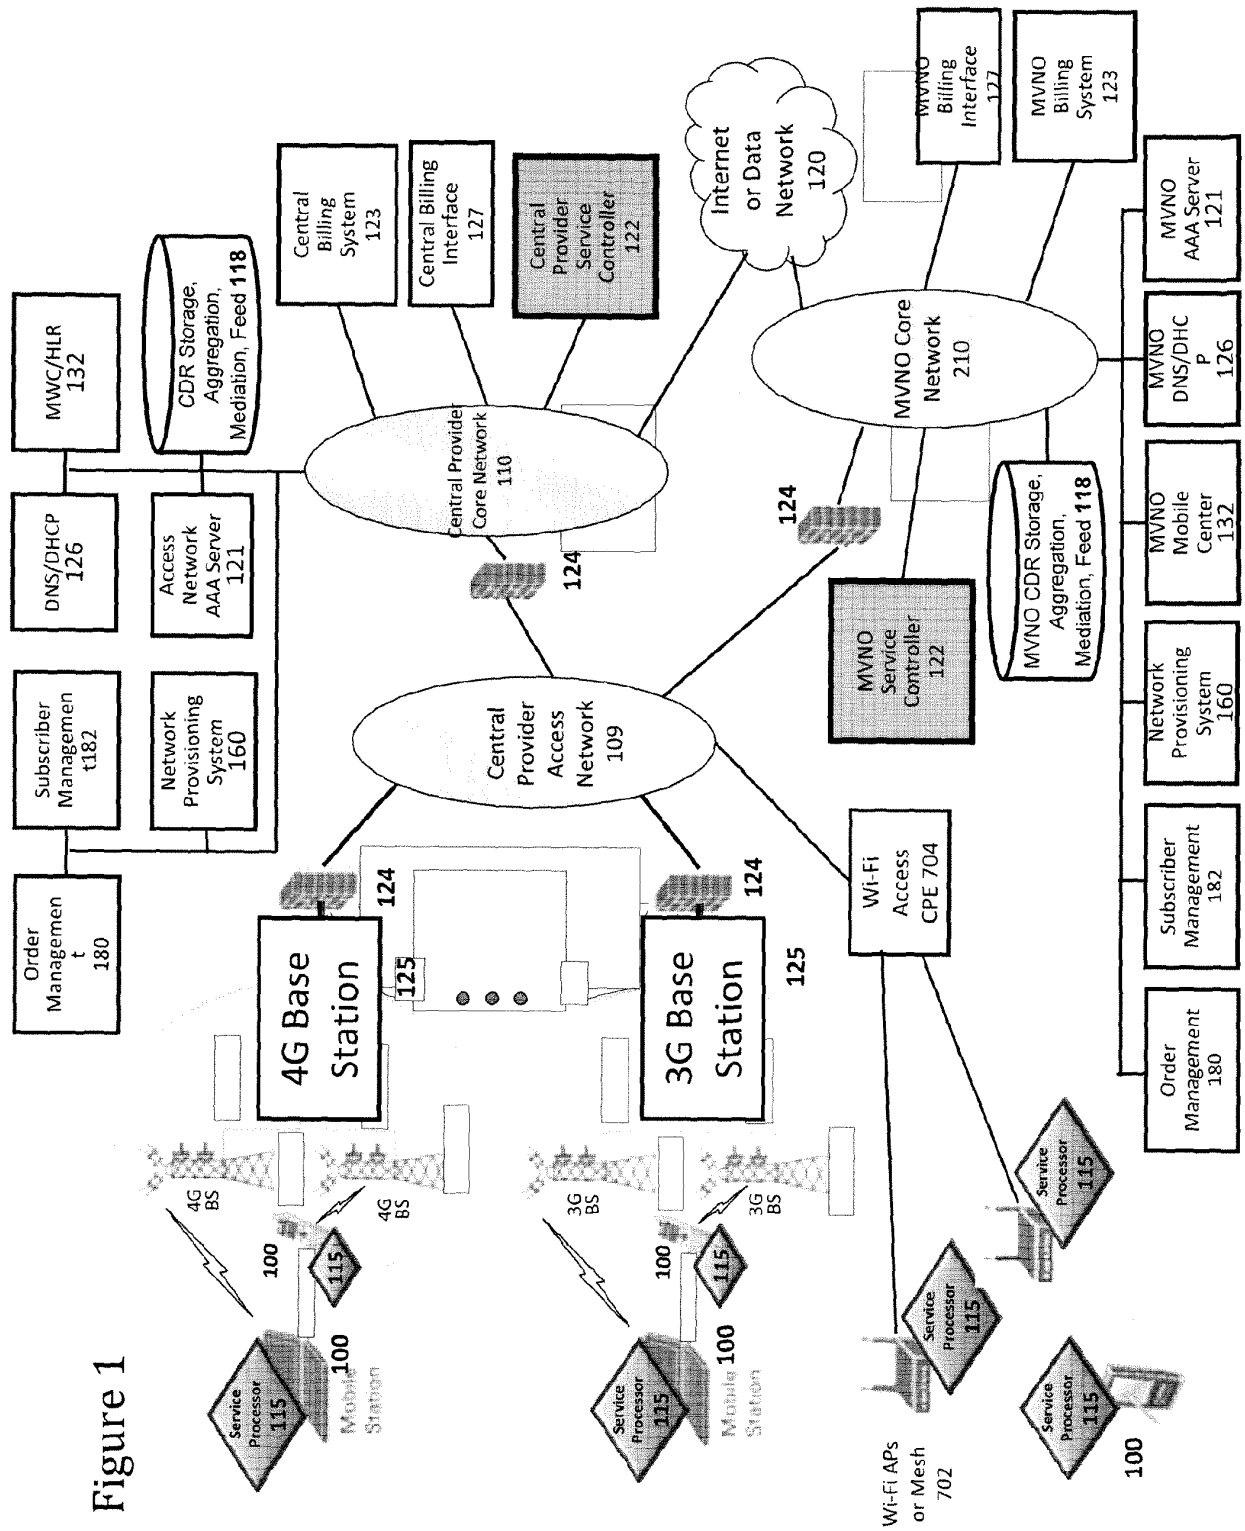 Figure 1
Order
Managemen
t
180
Subscriber
Managemen
t182
DNS/DHCP
126
MWC/HLR
132
Network
Provisioning
System
160
Access
Network
AAA Server
121
CDR Storage,
Aggregation,
Mediation, Feed 118
Central
Billing
System
123
Central Billing
Interface
127
Central
Provider
Service
Controller
122
Central Provider
Core Network
110
124
Internet
or Data
Network
120
Central
Provider
Access
Network
109
4G Base
Station
125
124
3G Base
Station
125
124
4G
BS
4G
BS
3G
BS
3G
BS
Service
Processor
115
100
Mobile
Station
100
115
Service
Processor
115
100
Mobile
Station
100
115
Wi-Fi
Access
CPE 704
Wi-Fi APs
or Mesh
702
Service
Processor
115
Service
Processor
115
Service
Processor
115
100
124
MVNO Core
Network
210
MVNO
Service
Controller
122
MVNO CDR Storage,
Aggregation,
Mediation, Feed 118
MVNO
Billing
Interface
127
MVNO
Billing
System
123
Order
Management
180
Subscriber
Management
182
Network
Provisioning
System
160
MVNO
Mobile
Center
132
MVNO
DNS/DHC
P
126
MVNO
AAA Server
121